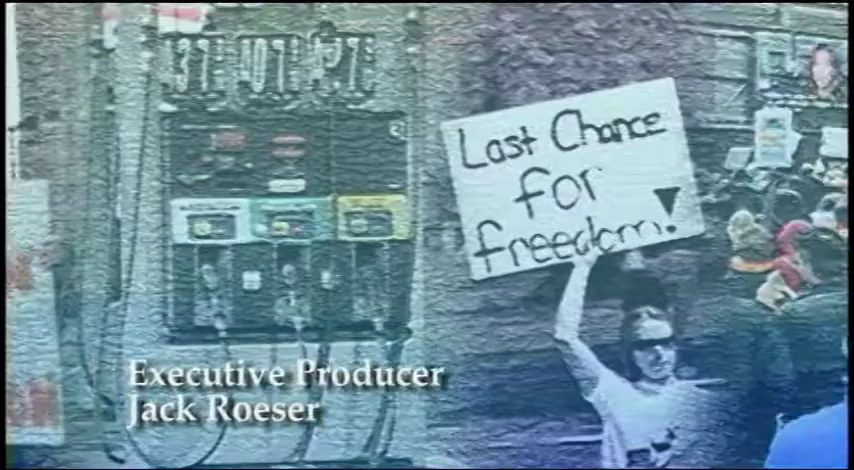 Last Chance
for
freedom!
Executive Producer
Jack Roeser